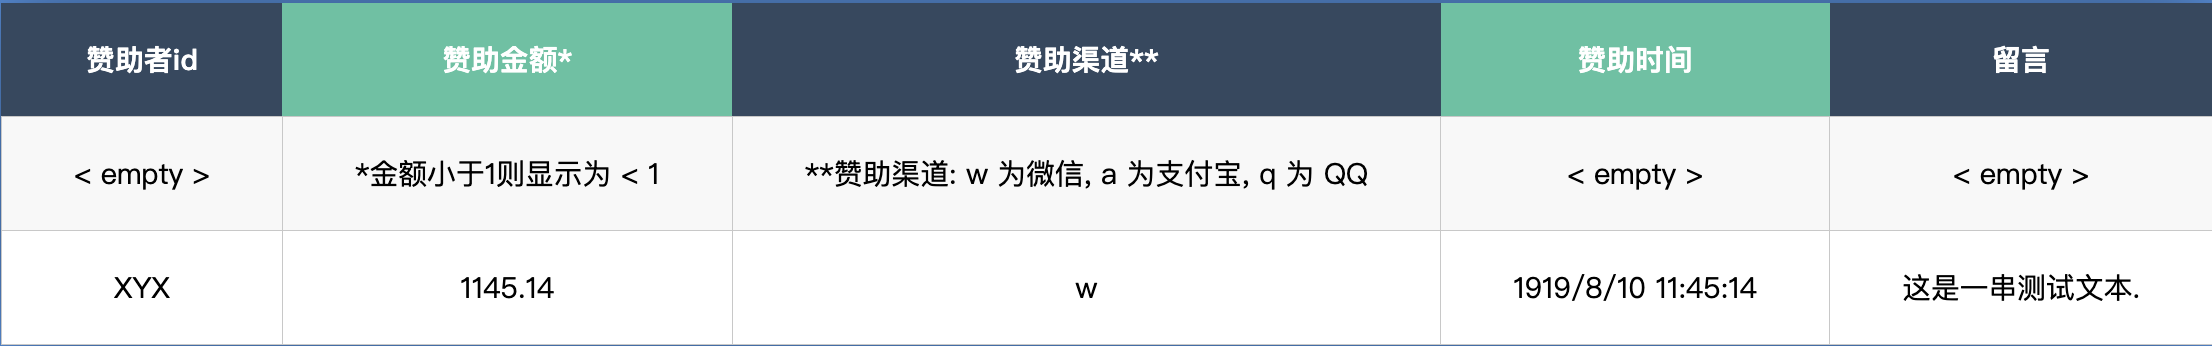 赞助者id 赞助金额* 赞助渠道** 赞助时间 留言
< empty > *金额小于1则显示为 < 1 **赞助渠道: w 为微信, a 为支付宝, q 为 QQ < empty > < empty >
XYX 1145.14 w 1919/8/10 11:45:14 这是一串测试文本.